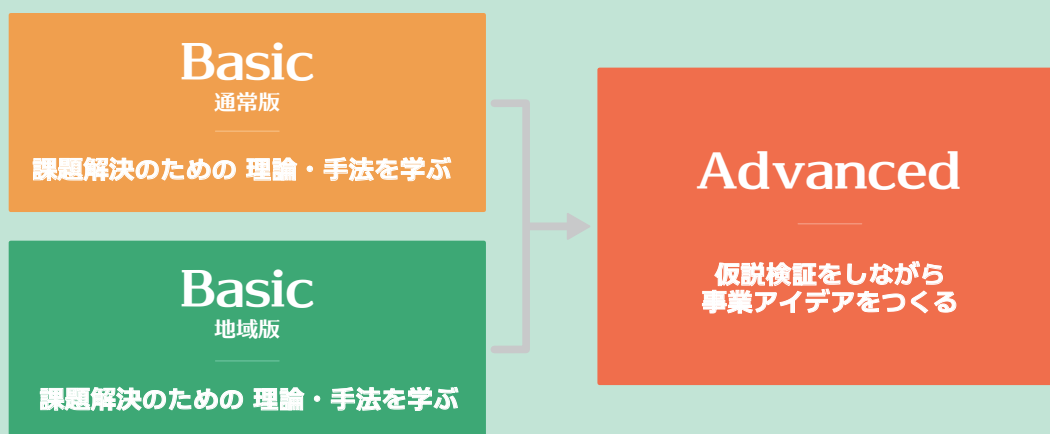 Basic
通常版
課題解決のための 理論・手法を学ぶ
Basic
地域版
課題解決のための 理論・手法を学ぶ
Advanced
仮説検証をしながら
事業アイデアをつくる